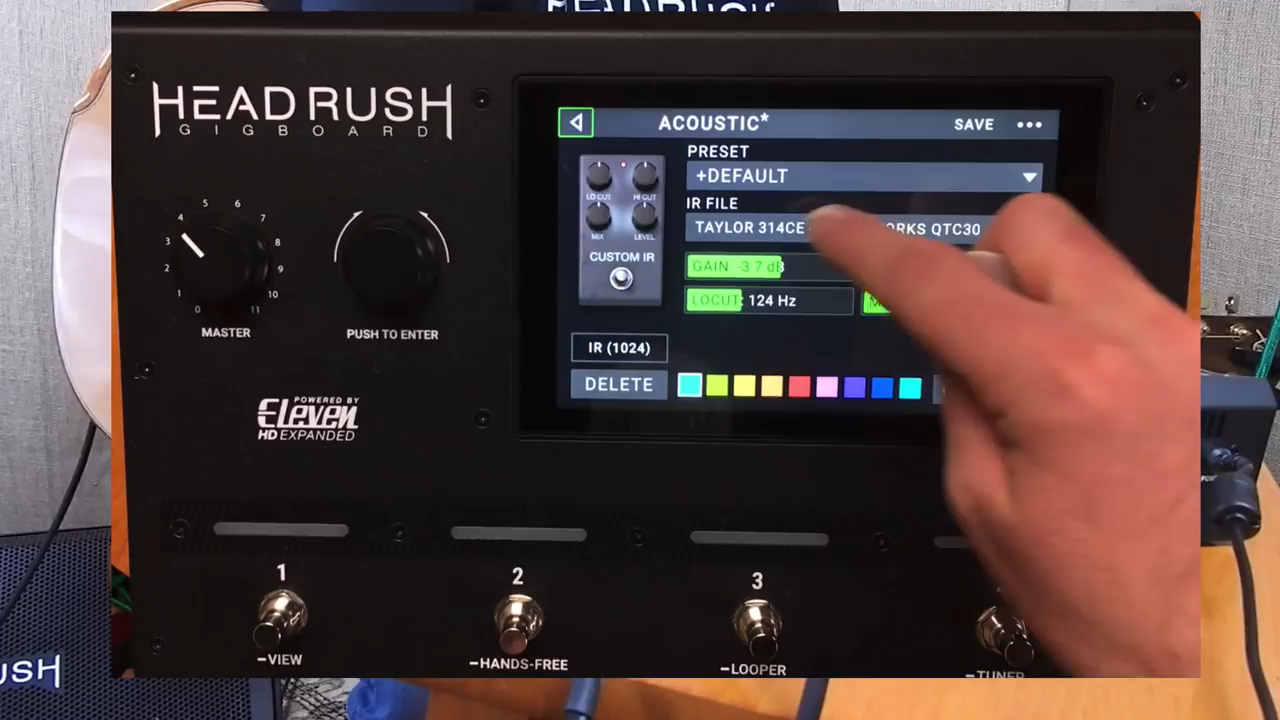 HEADRUSH
HEADRUSH
GIGBOARD
ACOUSTIC*
SAVE
PRESET
+DEFAULT
IR FILE
TAYLOR 314CE
QTC30
LO CUT
HI CUT
MIX
LEVEL
CUSTOM IR
GAIN -3.7 dB
LOCUT: 124 Hz
IR (1024)
DELETE
0
1
2
3
4
5
6
7
8
9
10
11
MASTER
PUSH TO ENTER
POWERED BY
ELEVEN
HD EXPANDED
1
2
3
–VIEW
–HANDS-FREE
–LOOPER
–TUNER
USH